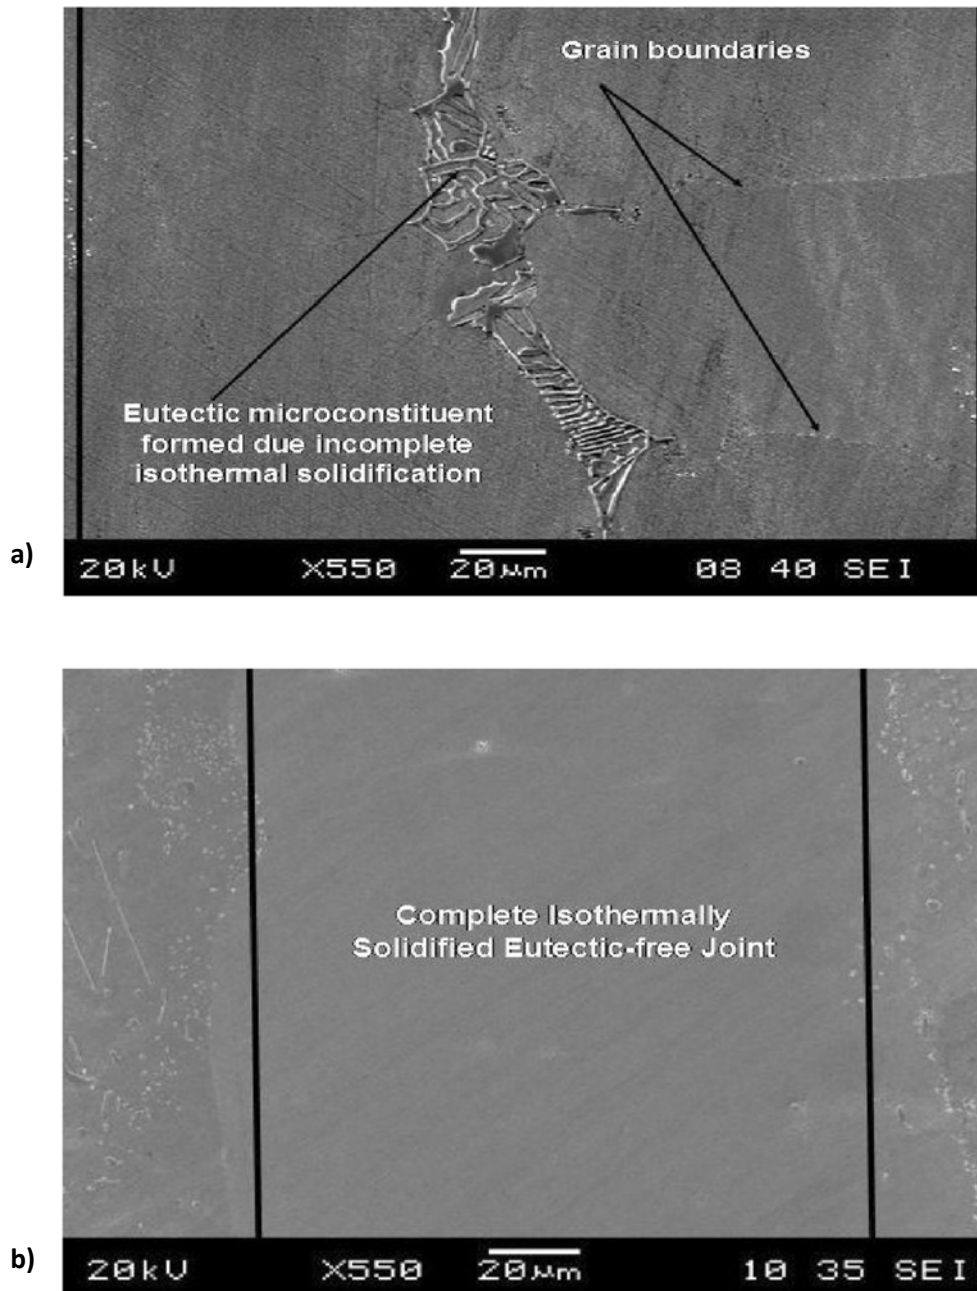 Grain boundaries
Eutectic microconstituent
formed due incomplete
isothermal solidification
a)
20kV X550 20μm 08 40 SEI
Complete Isothermally
Solidified Eutectic-free Joint
b)
20kV X550 20μm 10 35 SEI